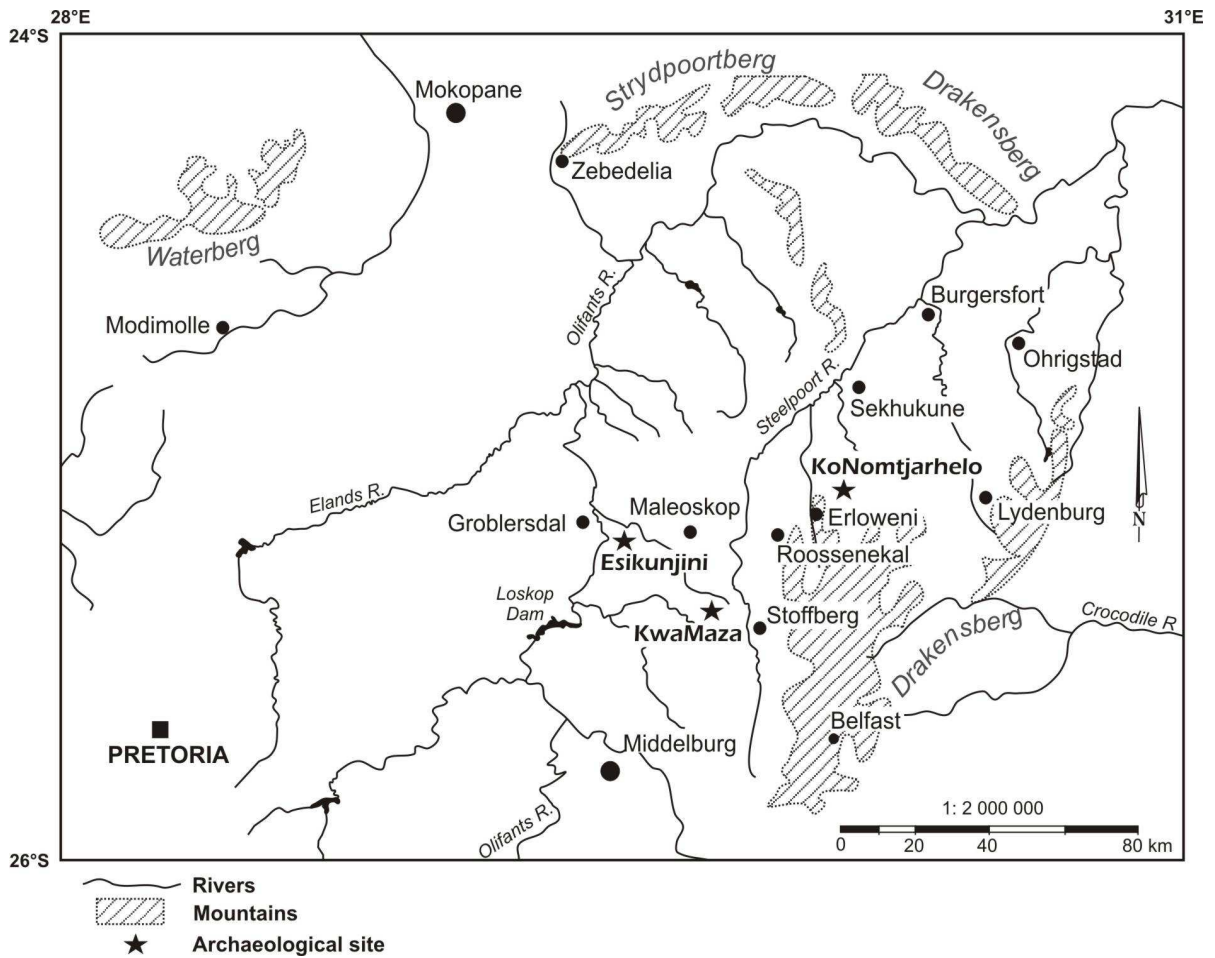 28°E
31°E
24°S
Mokopane
Strydpoortberg
Drakensberg
Zebedelia
Waterberg
Modimolle
Olifants R.
Burgersfort
Ohrigstad
Steelpoort R.
Sekhukune
KoNomtjarhelo
Elands R.
Groblersdal
Maleoskop
Erloweni
Lydenburg
N
Roossenekal
Esikunjini
Loskop
Dam
KwaMaza
Stoffberg
Crocodile R
Drakensberg
PRETORIA
Belfast
Middelburg
Olifants R.
1: 2 000 000
0 20 40 80 km
26°S
Rivers
Mountains
Archaeological site